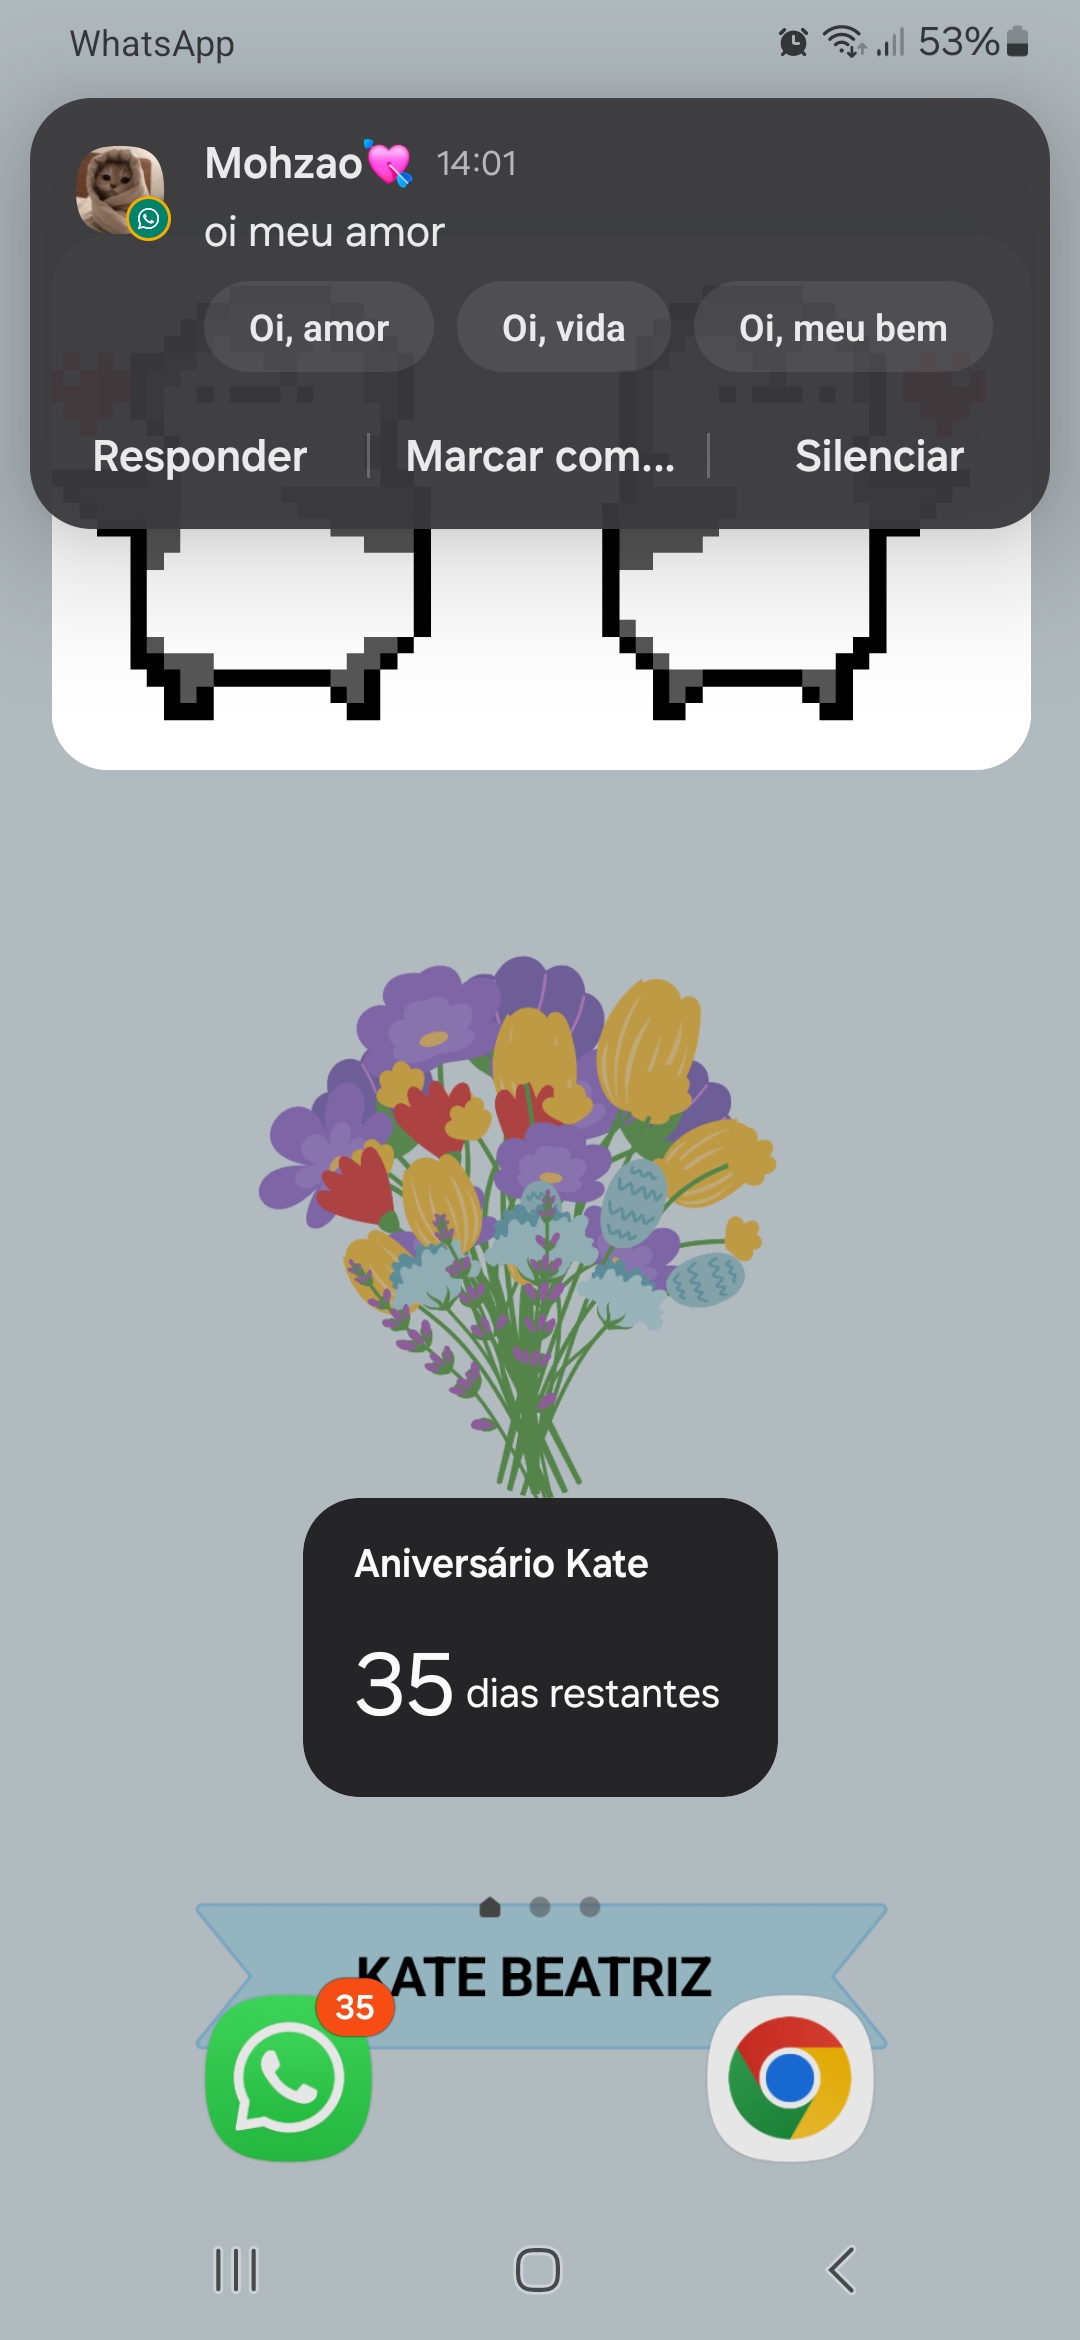 WhatsApp 53%
Mohzao💘 14:01
oi meu amor
Oi, amor Oi, vida Oi, meu bem
Responder Marcar com... Silenciar
Aniversário Kate
35 dias restantes
KATE BEATRIZ
35